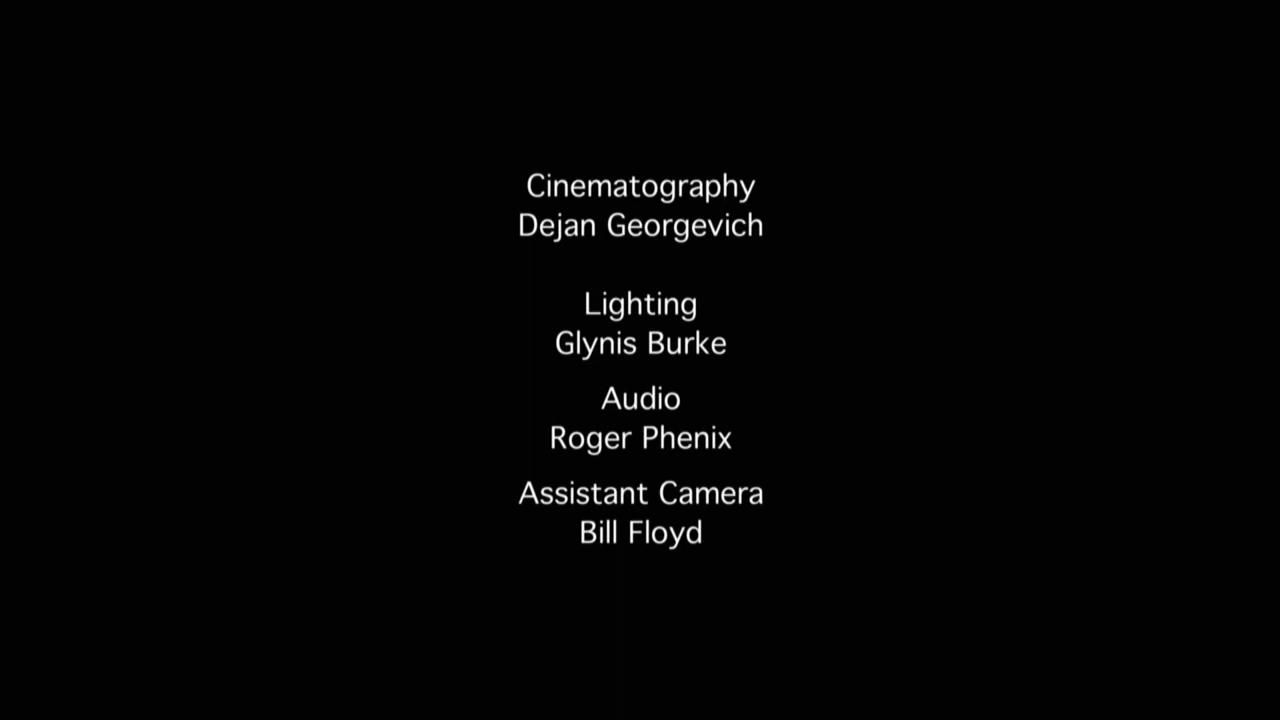 Cinematography
Dejan Georgevich
Lighting
Glynis Burke
Audio
Roger Phenix
Assistant Camera
Bill Floyd